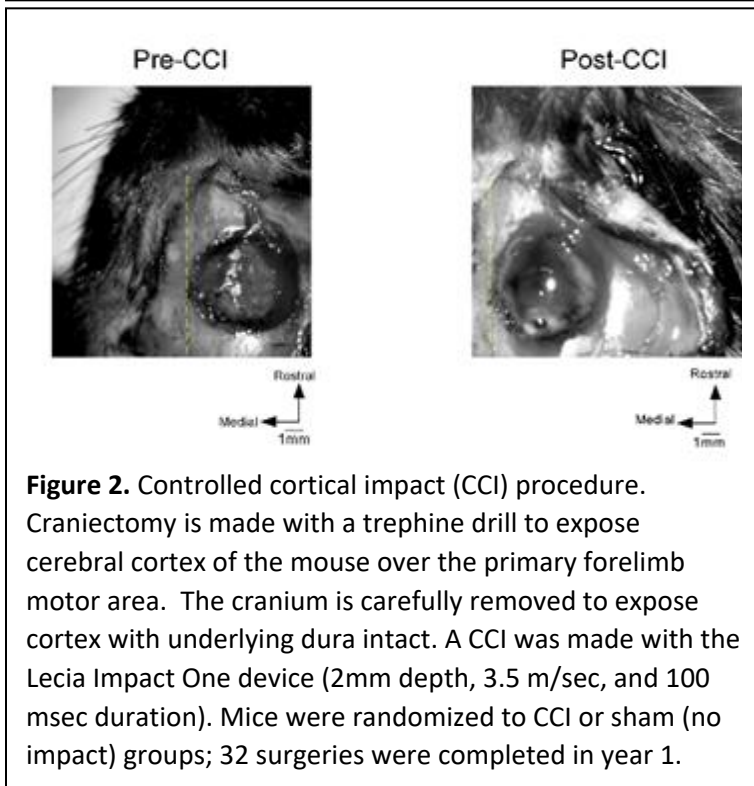 Pre-CCI
Post-CCI
Rostral
Medial
1mm
Rostral
Medial
1mm
Figure 2. Controlled cortical impact (CCI) procedure.
Craniectomy is made with a trephine drill to expose
cerebral cortex of the mouse over the primary forelimb
motor area.  The cranium is carefully removed to expose
cortex with underlying dura intact. A CCI was made with the
Lecia Impact One device (2mm depth, 3.5 m/sec, and 100
msec duration). Mice were randomized to CCI or sham (no
impact) groups; 32 surgeries were completed in year 1.